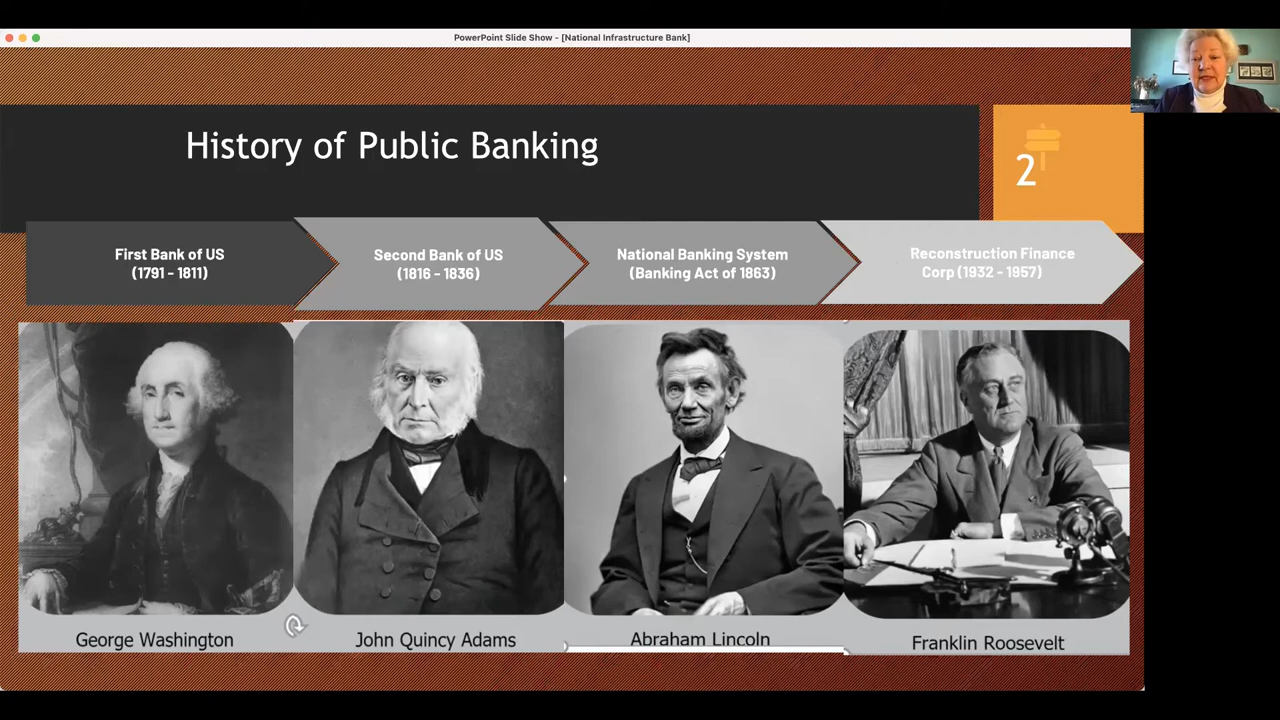 PowerPoint Slide Show - [National Infrastructure Bank]
History of Public Banking
2
First Bank of US
(1791 - 1811)
Second Bank of US
(1816 - 1836)
National Banking System
(Banking Act of 1863)
Reconstruction Finance
Corp (1932 - 1957)
George Washington
John Quincy Adams
Abraham Lincoln
Franklin Roosevelt